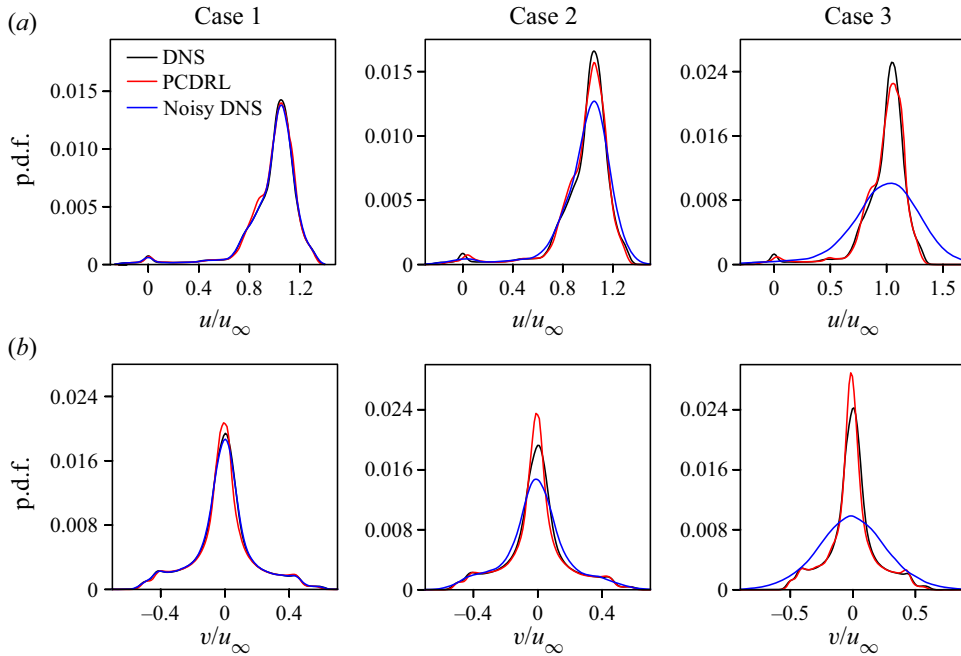 Case 1 Case 2 Case 3
(a)
DNS
PCDRL
Noisy DNS
p.d.f.
0.015
0.010
0.005
0
0 0.4 0.8 1.2
u/u∞
0.015
0.010
0.005
0
0 0.4 0.8 1.2
u/u∞
0.024
0.016
0.008
0
0 0.5 1.0 1.5
u/u∞
(b)
p.d.f.
0.024
0.016
0.008
0
−0.4 0 0.4
v/u∞
0.024
0.016
0.008
0
−0.4 0 0.4
v/u∞
0.024
0.016
0.008
0
−0.5 0 0.5
v/u∞